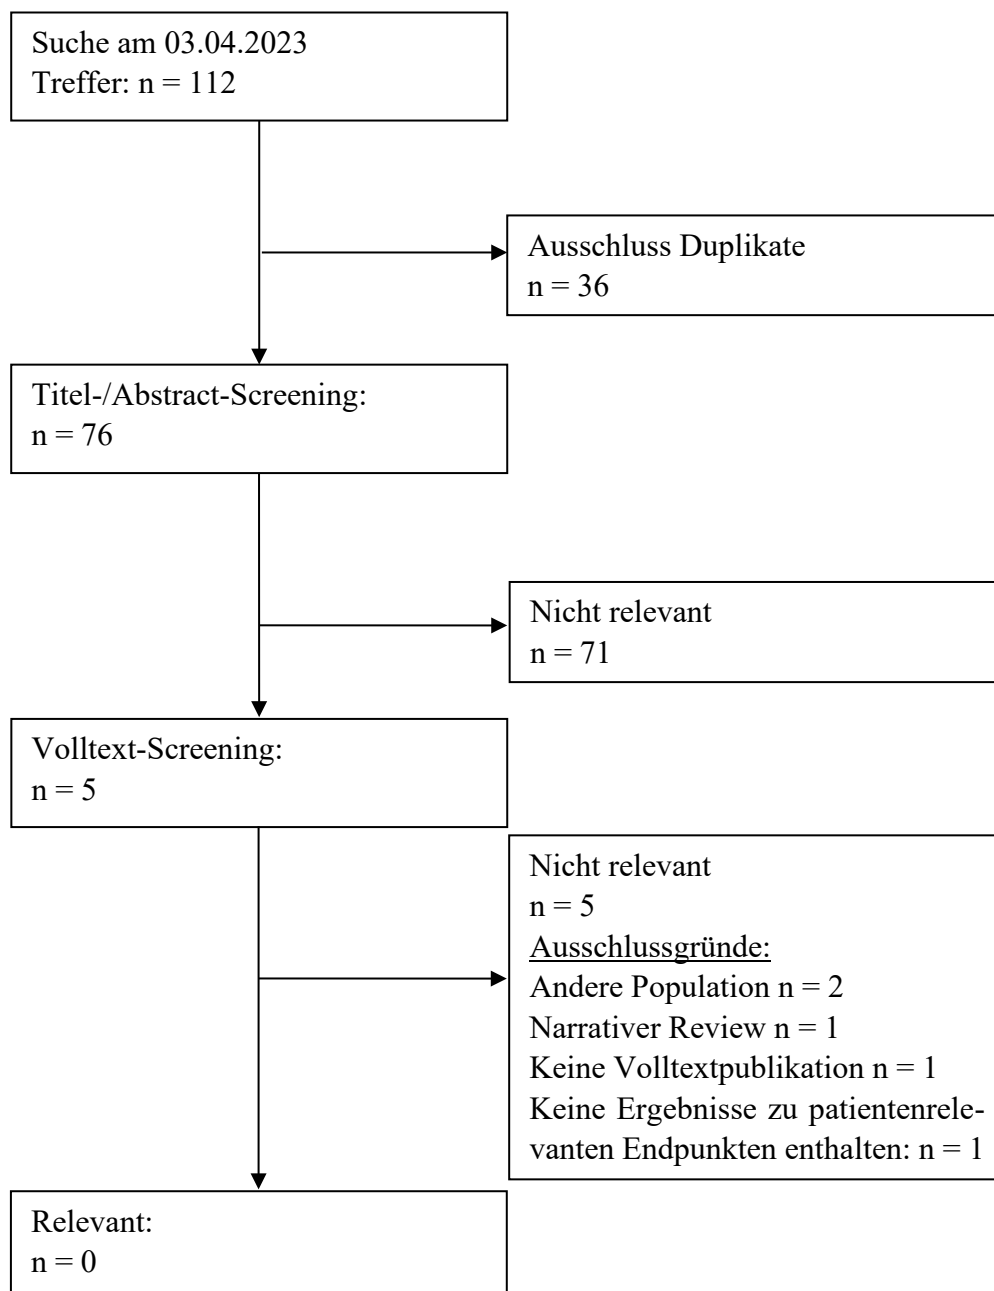 Suche am 03.04.2023
Treffer: n = 112
Ausschluss Duplikate
n = 36
Titel-/Abstract-Screening:
n = 76
Nicht relevant
n = 71
Volltext-Screening:
n = 5
Nicht relevant
n = 5
Ausschlussgründe:
Andere Population n = 2
Narrativer Review n = 1
Keine Volltextpublikation n = 1
Keine Ergebnisse zu patientenrele-
vanten Endpunkten enthalten: n = 1
Relevant:
n = 0